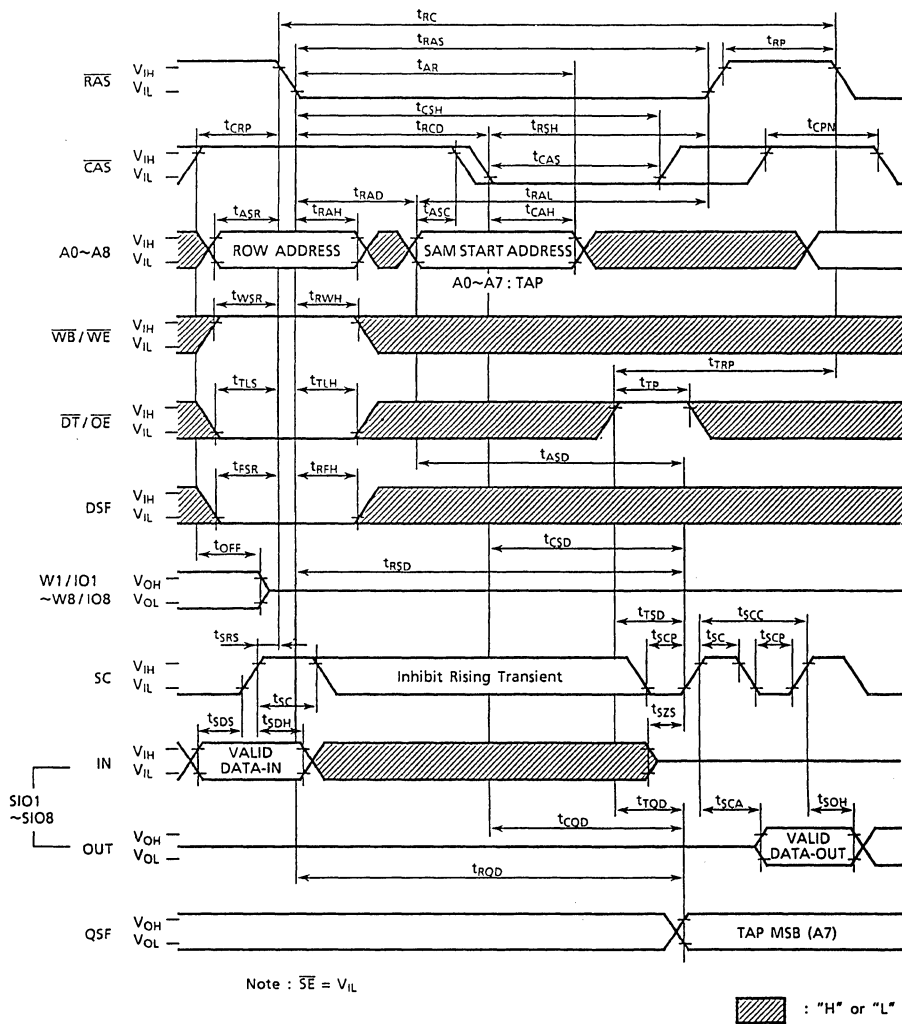 tRC
tRAS
tRP
tAR
RAS VIH
VIL
tCSH
tCRP
tRCD
tRSH
tCPN
CAS VIH
VIL
tCAS
tRAD
tRAL
tASR
tRAH
tASC
tCAH
A0~A8 VIH
VIL
ROW ADDRESS
SAM START ADDRESS
A0~A7 : TAP
tWSR
tRWH
WB/WE VIH
VIL
tTRP
tTLS
tTLH
tTP
DT/OE VIH
VIL
tASD
tFSR
tRFH
DSF VIH
VIL
tOFF
tCSD
tRSD
W1/IO1
~W8/IO8
VOH
VOL
tTSD
tSCC
tSRS
tSCP
tSC
tSCP
SC VIH
VIL
Inhibit Rising Transient
tSC
tSZS
tSDS
tSDH
IN VIH
VIL
VALID
DATA-IN
SIO1
~SIO8
tTQD
tSCA
tSOH
tCQD
OUT VOH
VOL
VALID
DATA-OUT
tRQD
QSF VOH
VOL
TAP MSB (A7)
Note : SE = VIL
: "H" or "L"